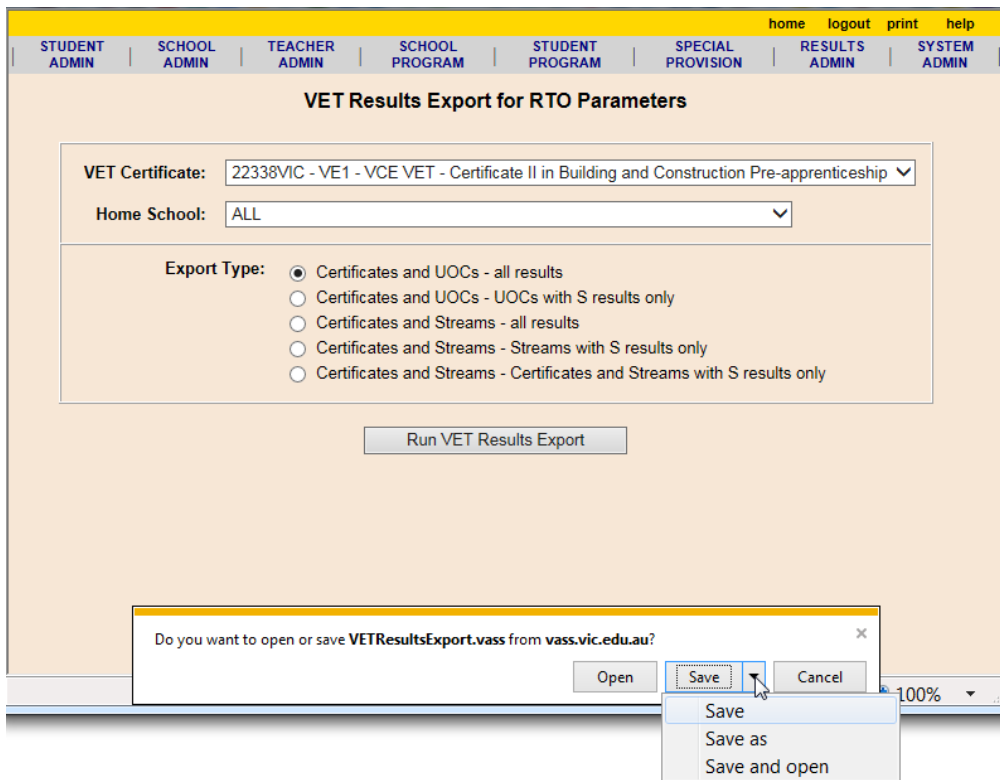 home logout print help
STUDENT ADMIN | SCHOOL ADMIN | TEACHER ADMIN | SCHOOL PROGRAM | STUDENT PROGRAM | SPECIAL PROVISION | RESULTS ADMIN | SYSTEM ADMIN
VET Results Export for RTO Parameters
VET Certificate: 22338VIC - VE1 - VCE VET - Certificate II in Building and Construction Pre-apprenticeship
Home School: ALL
Export Type: Certificates and UOCs - all results
Certificates and UOCs - UOCs with S results only
Certificates and Streams - all results
Certificates and Streams - Streams with S results only
Certificates and Streams - Certificates and Streams with S results only
Run VET Results Export
Do you want to open or save VETResultsExport.vass from vass.vic.edu.au?
Open Save Cancel
100%
Save
Save as
Save and open